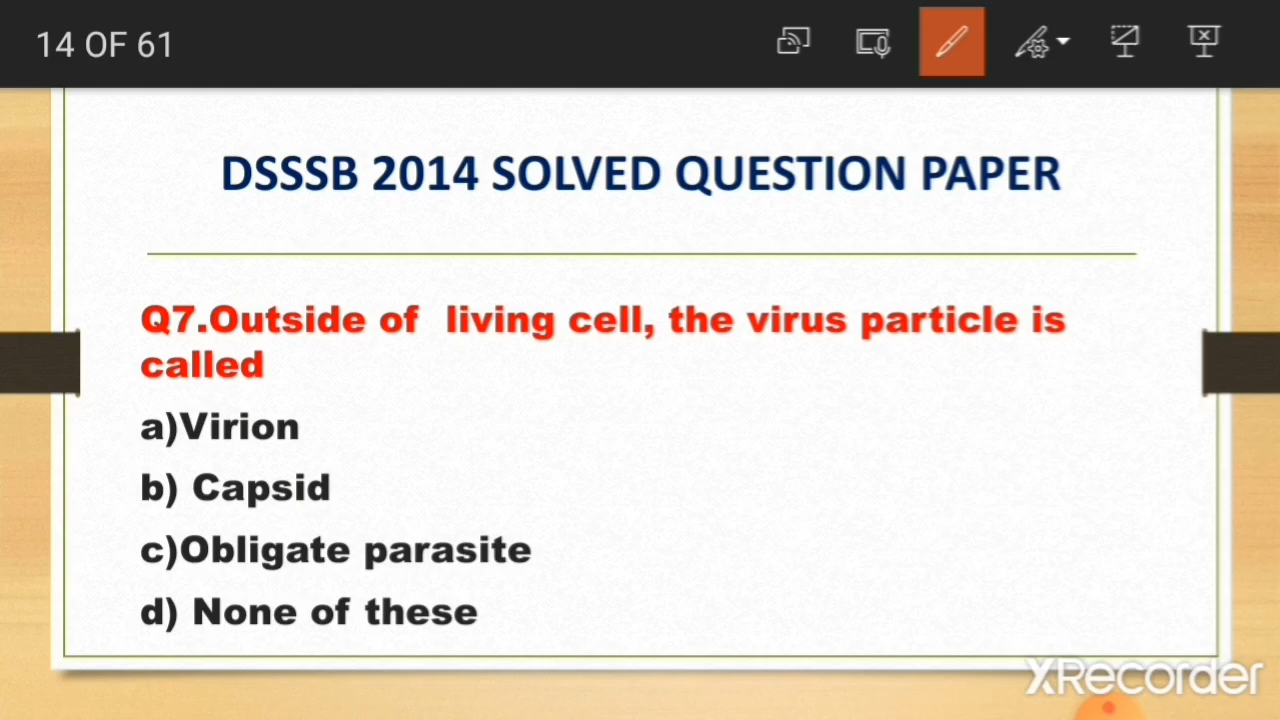 14 OF 61
DSSSB 2014 SOLVED QUESTION PAPER
Q7.Outside of  living cell, the virus particle is
called
a)Virion
b) Capsid
c)Obligate parasite
d) None of these
XRecorder